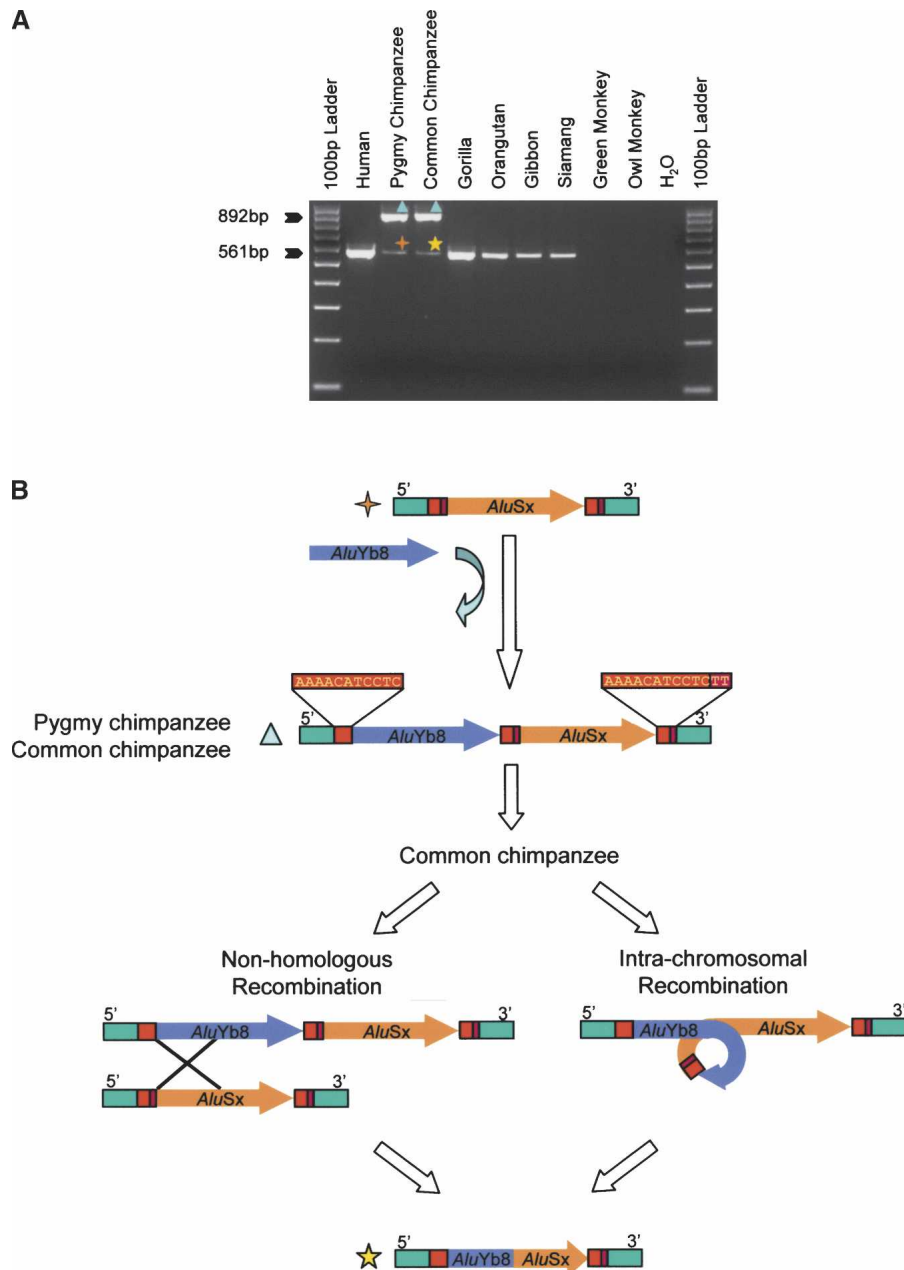 A
100bp Ladder
Human
Pygmy Chimpanzee
Common Chimpanzee
Gorilla
Orangutan
Gibbon
Siamang
Green Monkey
Owl Monkey
H2O
100bp Ladder
892bp
561bp
B
5' 3'
AluSx
AluYb8
AAAACATCCTC AAAACATCCTCTT
Pygmy chimpanzee
Common chimpanzee
5' 3'
AluYb8 AluSx
Common chimpanzee
Non-homologous
Recombination
Intra-chromosomal
Recombination
5' 3'
AluYb8 AluSx
5' 3'
AluSx
5' 3'
AluYb8 AluSx
5' 3'
AluYb8 AluSx